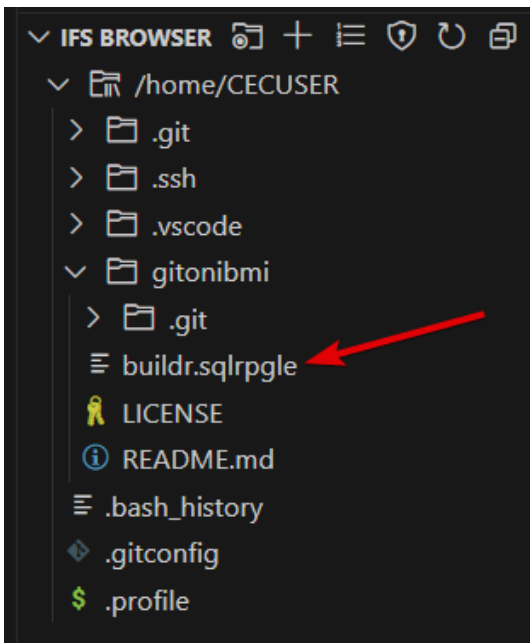 IFS BROWSER
/home/CECUSER
.git
.ssh
.vscode
gitonibmi
.git
buildr.sqlrpgle
LICENSE
README.md
.bash_history
.gitconfig
$ .profile